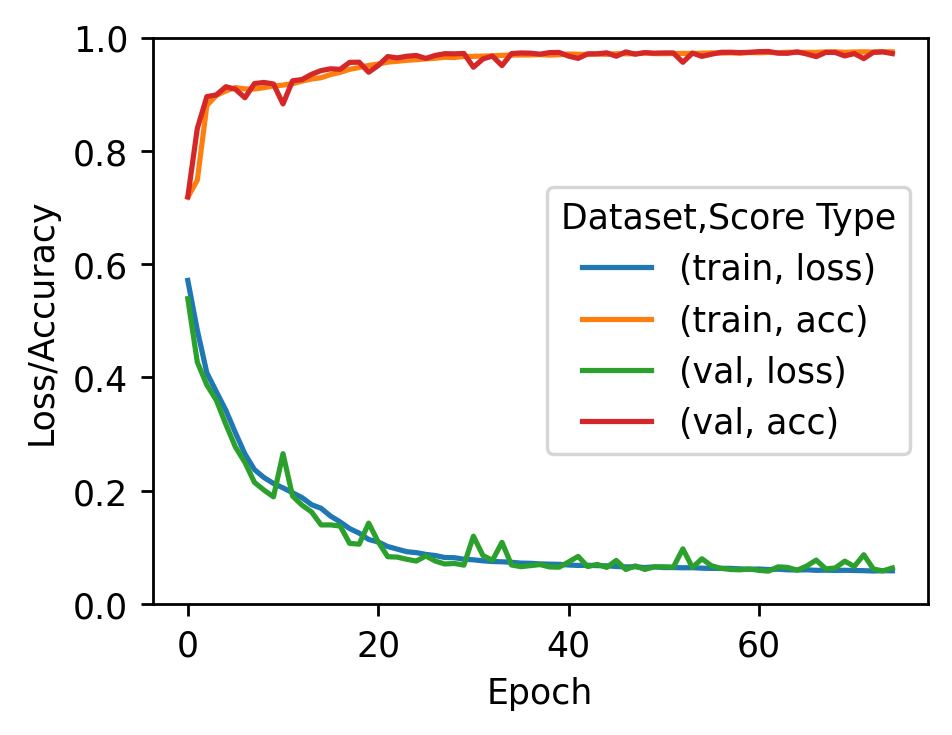 1.0
0.8
0.6
0.4
0.2
0.0
Loss/Accuracy
Dataset,Score Type
(train, loss)
(train, acc)
(val, loss)
(val, acc)
0 20 40 60
Epoch